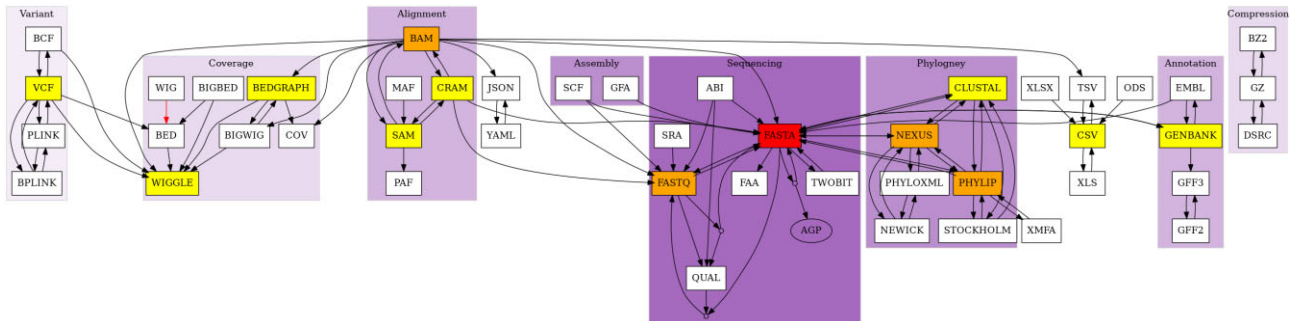 Variant
Alignment
Compression
BCF
BAM
BZ2
Coverage
Assembly
Sequencing
Phylogney
Annotation
VCF
WIG
BIGBED
BEDGRAPH
MAF
CRAM
JSON
SCF
GFA
ABI
CLUSTAL
XLSX
TSV
ODS
EMBL
GZ
PLINK
BED
BIGWIG
COV
SAM
YAML
SRA
FASTA
NEXUS
CSV
GENBANK
DSRC
BPLINK
WIGGLE
PAF
FASTQ
FAA
TWOBIT
PHYLOXML
PHYLIP
XLS
GFF3
AGP
NEWICK
STOCKHOLM
XMFA
GFF2
QUAL